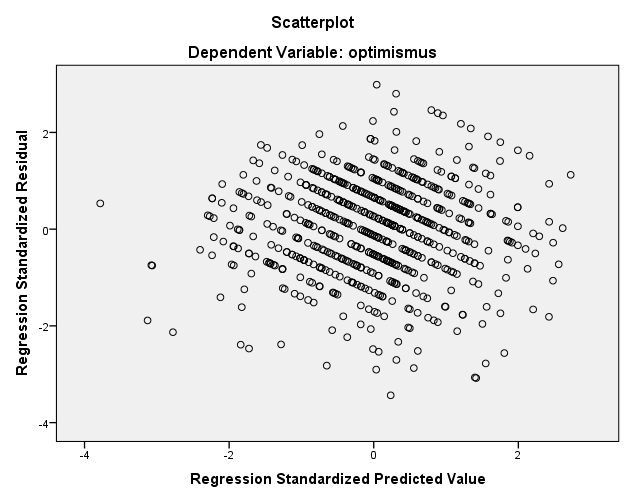 Scatterplot
Dependent Variable: optimismus
Regression Standardized Residual
2
0
-2
-4
-4
-2
0
2
Regression Standardized Predicted Value